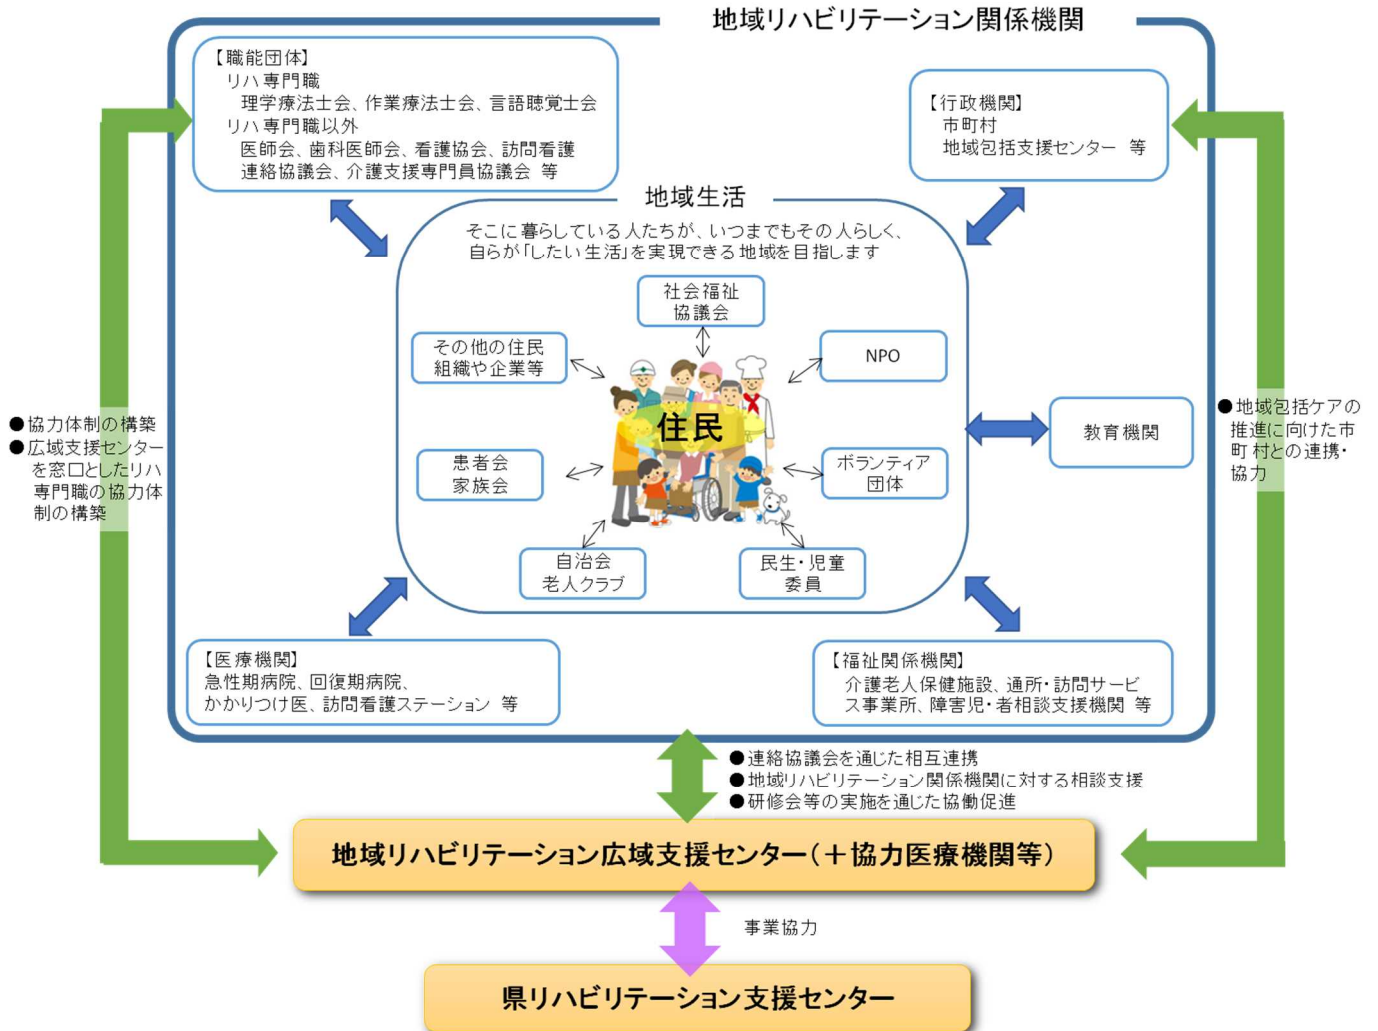 地域リハビリテーション関係機関
【職能団体】
リハ専門職
理学療法士会、作業療法士会、言語聴覚士会
リハ専門職以外
医師会、歯科医師会、看護協会、訪問看護
連絡協議会、介護支援専門員協議会 等
【行政機関】
市町村
地域包括支援センター 等
地域生活
そこに暮らしている人たちが、いつまでもその人らしく、
自らが「したい生活」を実現できる地域を目指します
社会福祉
協議会
その他の住民
組織や企業等
NPO
住民
患者会
家族会
ボランティア
団体
自治会
老人クラブ
民生・児童
委員
教育機関
●協力体制の構築
●広域支援センター
を窓口としたリハ
専門職の協力体
制の構築
●地域包括ケアの
推進に向けた市
町村との連携・
協力
【医療機関】
急性期病院、回復期病院、
かかりつけ医、訪問看護ステーション 等
【福祉関係機関】
介護老人保健施設、通所・訪問サービ
ス事業所、障害児・者相談支援機関 等
●連絡協議会を通じた相互連携
●地域リハビリテーション関係機関に対する相談支援
●研修会等の実施を通じた協働促進
地域リハビリテーション広域支援センター（＋協力医療機関等）
事業協力
県リハビリテーション支援センター